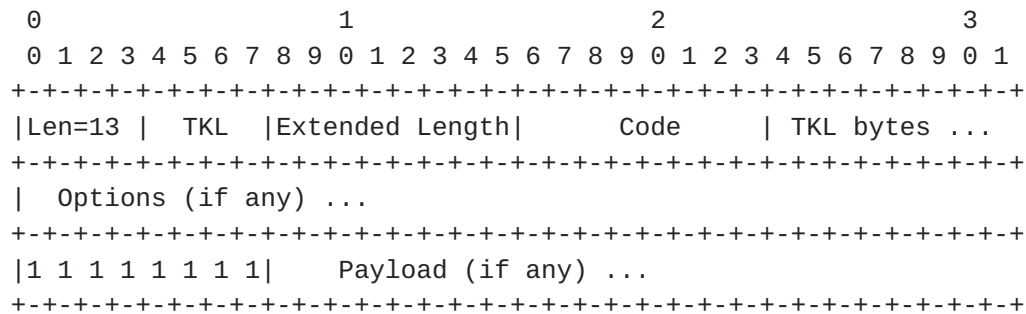 0                   1                   2                   3
 0 1 2 3 4 5 6 7 8 9 0 1 2 3 4 5 6 7 8 9 0 1 2 3 4 5 6 7 8 9 0 1
+-+-+-+-+-+-+-+-+-+-+-+-+-+-+-+-+-+-+-+-+-+-+-+-+-+-+-+-+-+-+-+-+
|Len=13 |  TKL  |Extended Length|      Code     | TKL bytes ...
+-+-+-+-+-+-+-+-+-+-+-+-+-+-+-+-+-+-+-+-+-+-+-+-+-+-+-+-+-+-+-+-+
|  Options (if any) ...
+-+-+-+-+-+-+-+-+-+-+-+-+-+-+-+-+-+-+-+-+-+-+-+-+-+-+-+-+-+-+-+-+
|1 1 1 1 1 1 1 1|    Payload (if any) ...
+-+-+-+-+-+-+-+-+-+-+-+-+-+-+-+-+-+-+-+-+-+-+-+-+-+-+-+-+-+-+-+-+